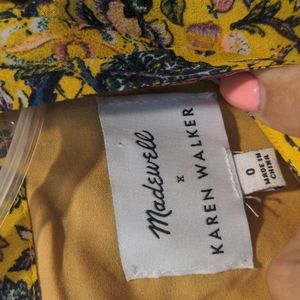 Madewell
x
KAREN WALKER
0
MADE IN
CHINA